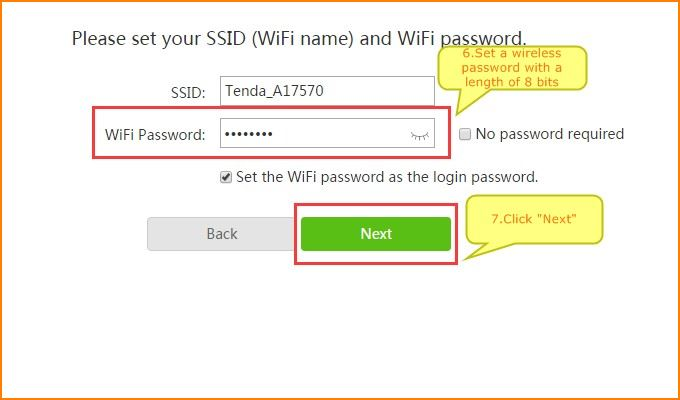 Please set your SSID (WiFi name) and WiFi password.
6.Set a wireless
password with a
length of 8 bits
SSID: Tenda_A17570
WiFi Password: ••••••••
No password required
Set the WiFi password as the login password.
Back
Next
7.Click "Next"